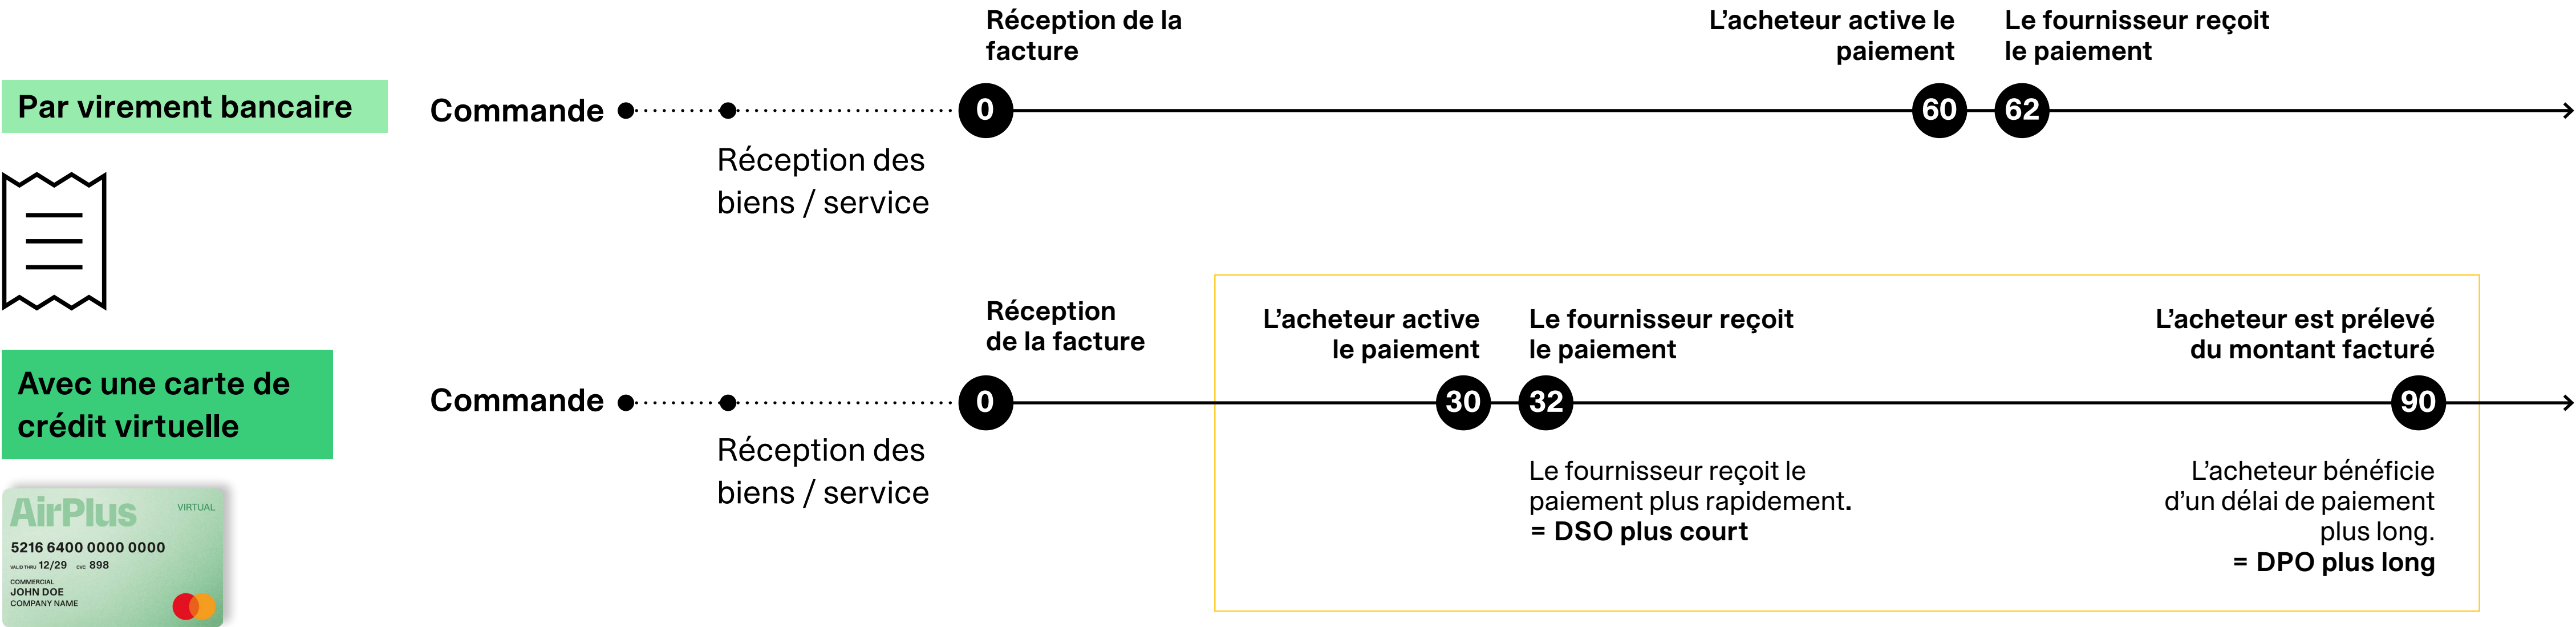 Réception de la
facture
L’acheteur active le
paiement
Le fournisseur reçoit
le paiement
Par virement bancaire
Commande
0
60
62
Réception des
biens / service
Réception
de la facture
L’acheteur active
le paiement
Le fournisseur reçoit
le paiement
L’acheteur est prélevé
du montant facturé
Avec une carte de
crédit virtuelle
Commande
0
30
32
90
Réception des
biens / service
Le fournisseur reçoit le
paiement plus rapidement.
= DSO plus court
L’acheteur bénéficie
d’un délai de paiement
plus long.
= DPO plus long
AirPlus
VIRTUAL
5216 6400 0000 0000
VALID THRU 12/29 CVC 898
COMMERCIAL
JOHN DOE
COMPANY NAME